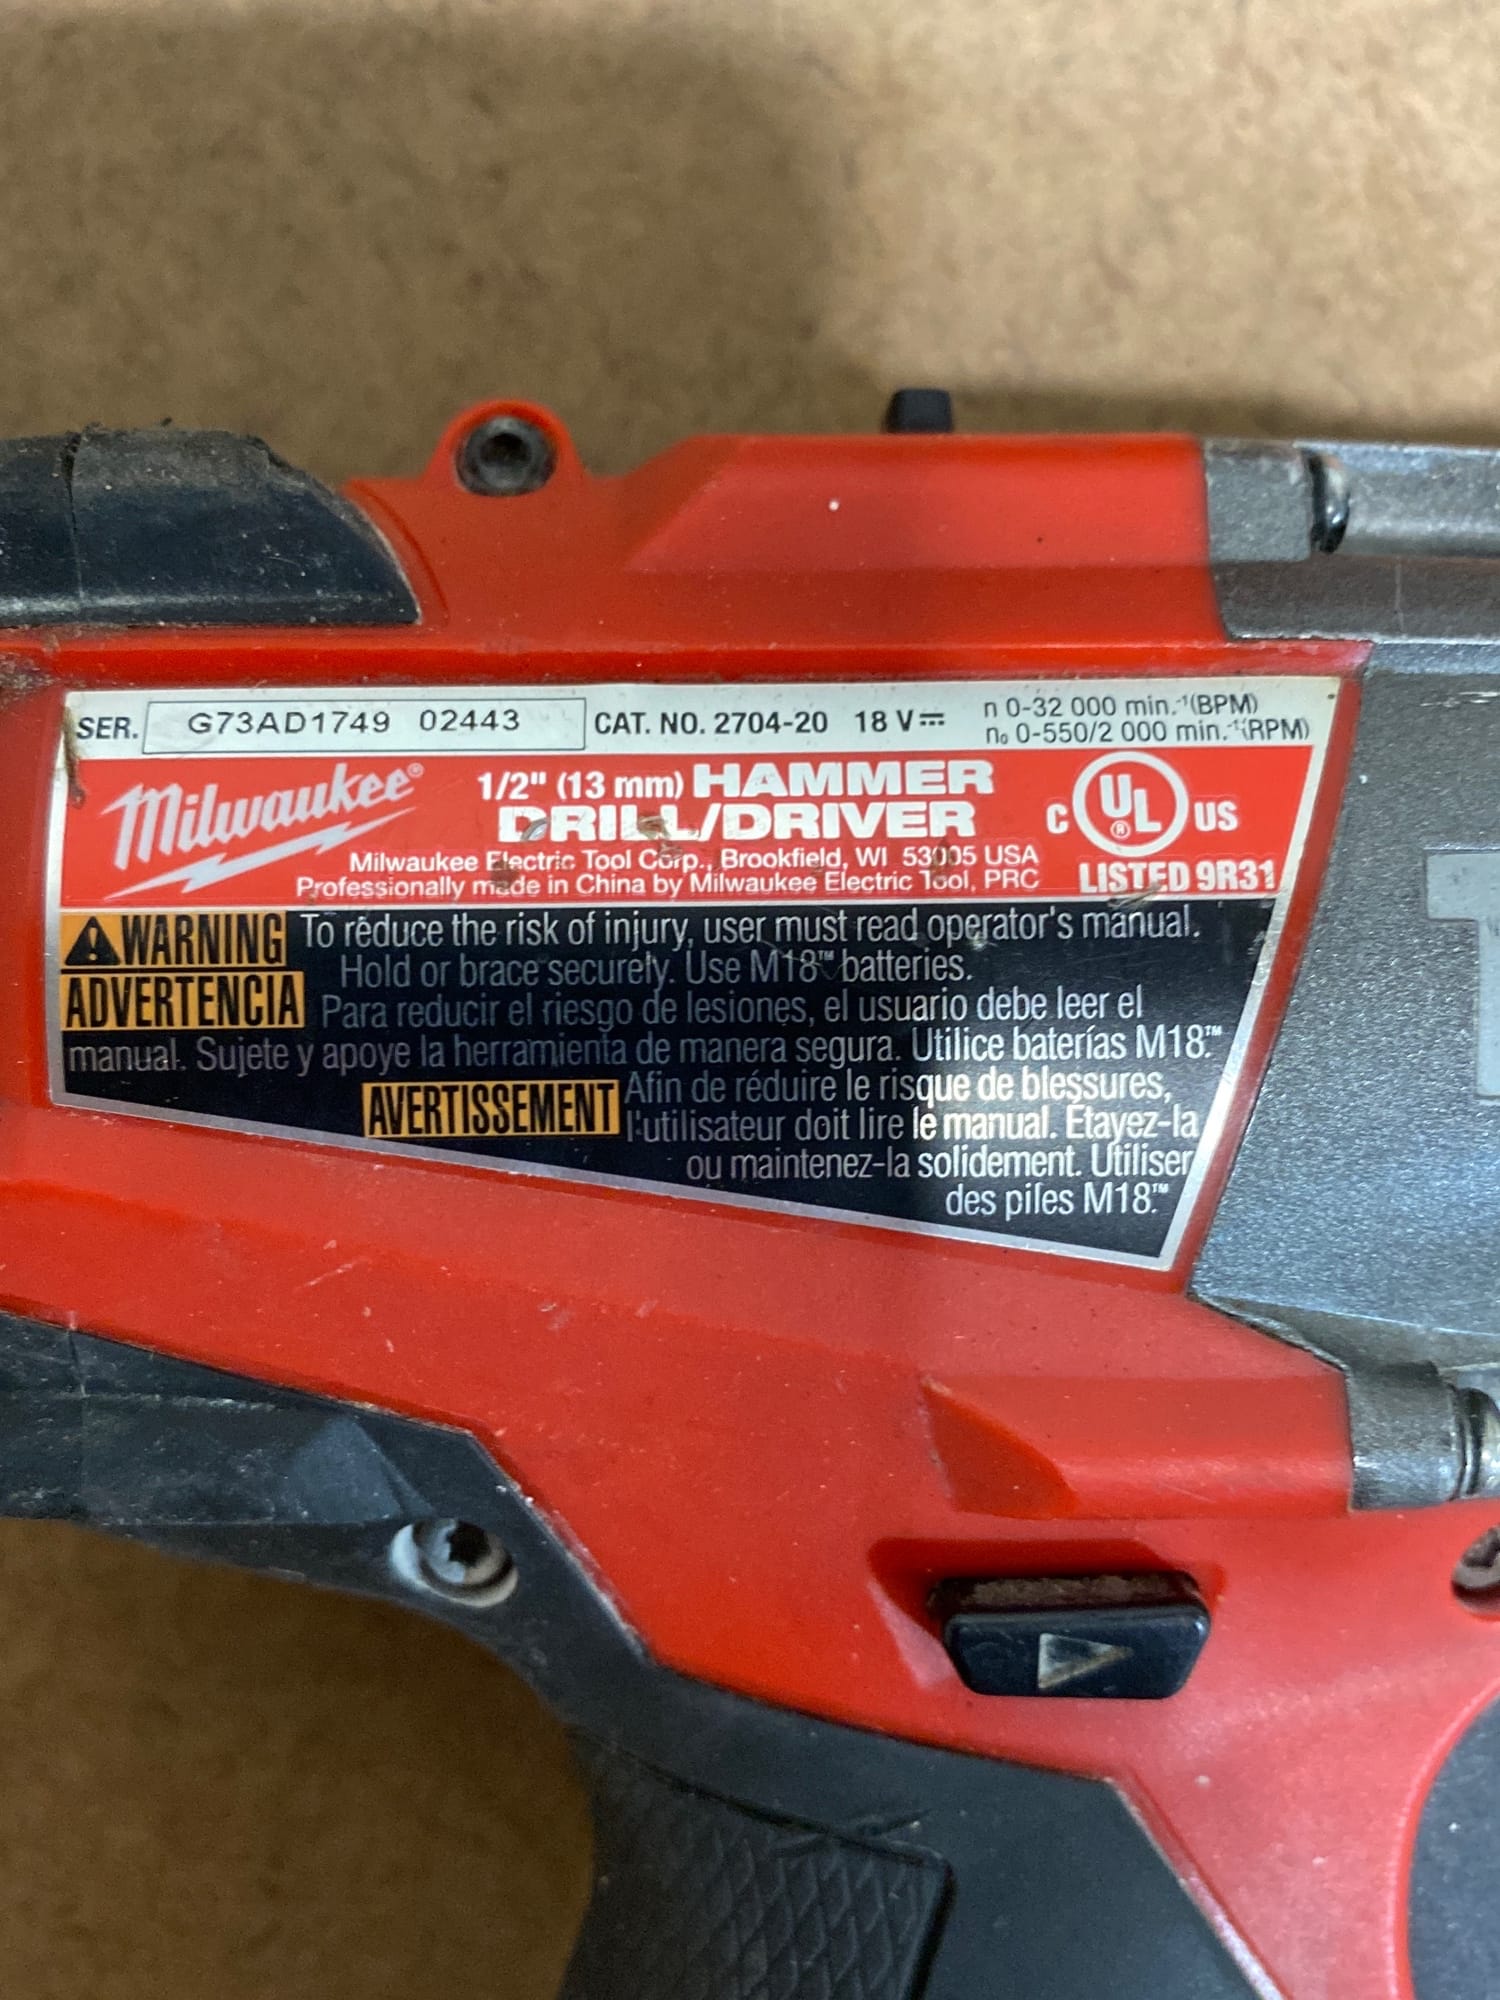 SER. G73AD1749 02443 CAT. NO. 2704-20 18 V⎓ n 0-32 000 min.⁻¹(BPM)
n₀ 0-550/2 000 min.⁻¹(RPM)
Milwaukee® 1/2" (13 mm) HAMMER
DRILL/DRIVER
Milwaukee Electric Tool Corp., Brookfield, WI 53005 USA
Professionally made in China by Milwaukee Electric Tool, PRC
C UL® US
LISTED 9R31
⚠WARNING To reduce the risk of injury, user must read operator's manual.
Hold or brace securely. Use M18™ batteries.
ADVERTENCIA Para reducir el riesgo de lesiones, el usuario debe leer el
manual. Sujete y apoye la herramienta de manera segura. Utilice baterías M18.™
AVERTISSEMENT Afin de réduire le risque de blessures,
l'utilisateur doit lire le manual. Étayez-la
ou maintenez-la solidement. Utiliser
des piles M18.™